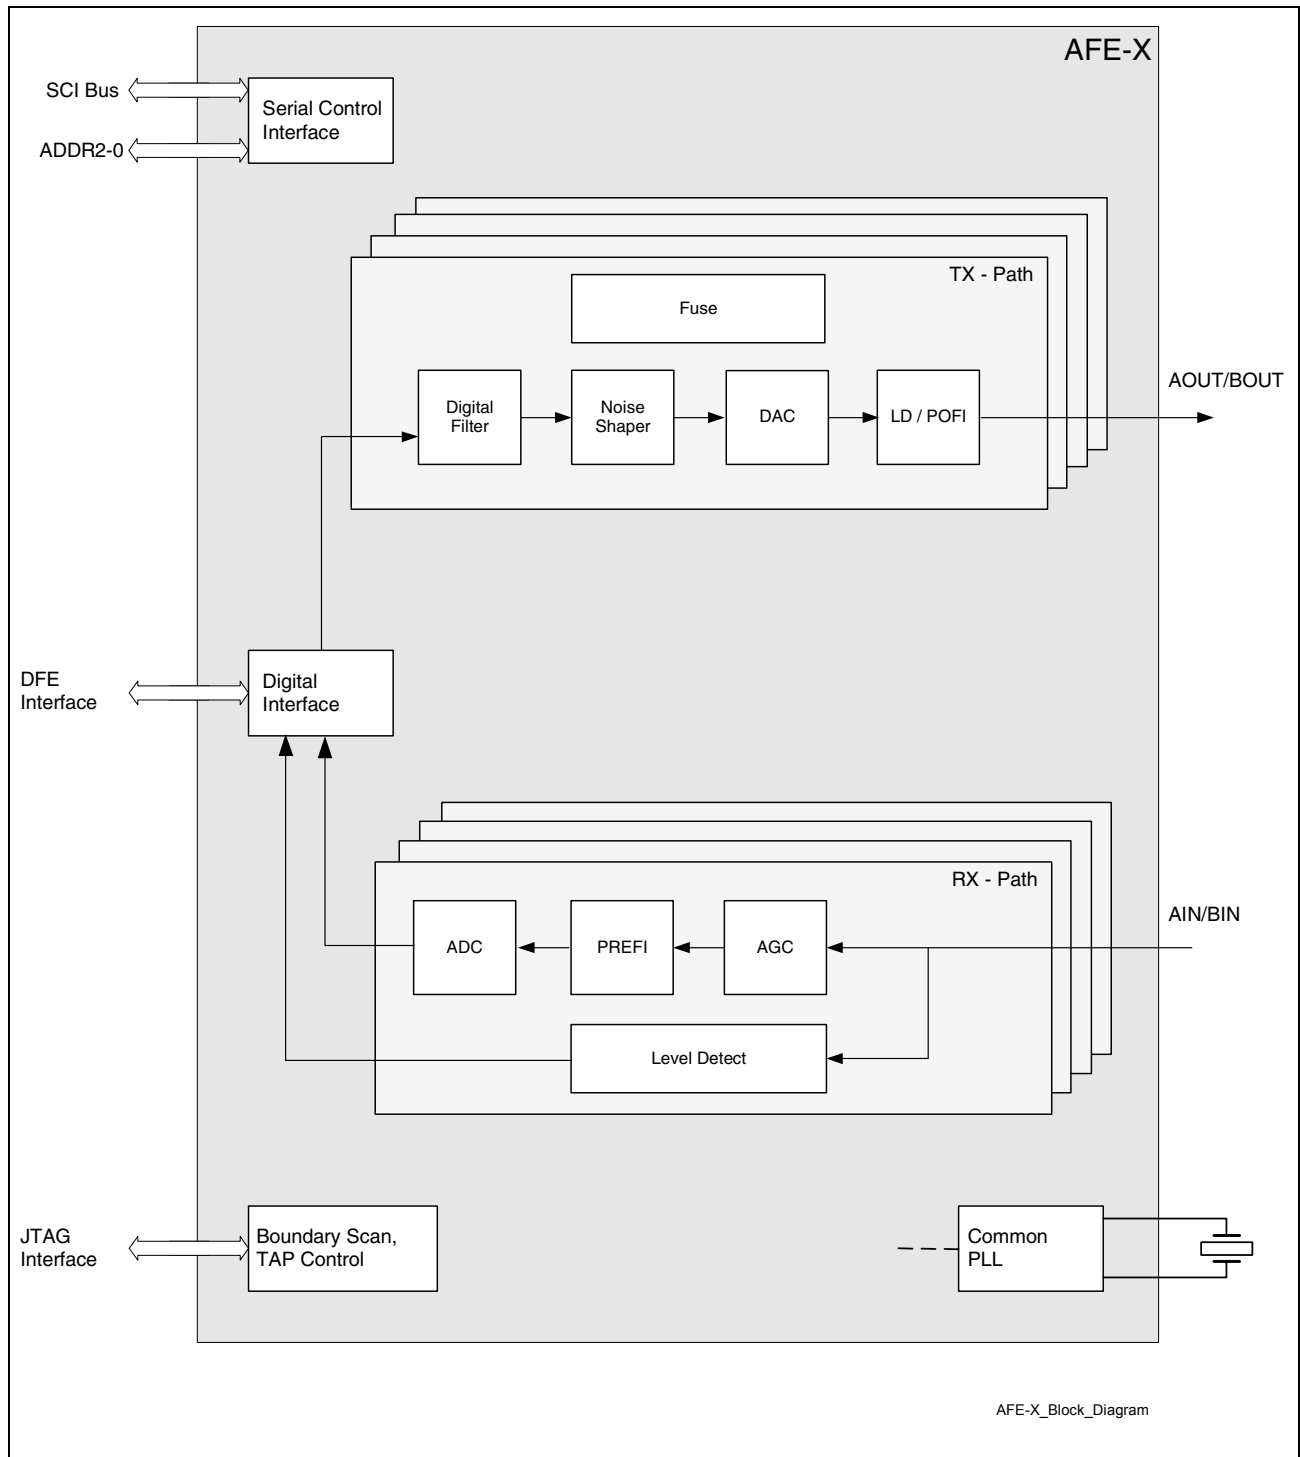 AFE-X
SCI Bus
Serial Control
Interface
ADDR2-0
TX - Path
Fuse
AOUT/BOUT
Digital
Filter
Noise
Shaper
DAC
LD / POFI
DFE
Interface
Digital
Interface
RX - Path
AIN/BIN
ADC
PREFI
AGC
Level Detect
JTAG
Interface
Boundary Scan,
TAP Control
Common
PLL
AFE-X_Block_Diagram